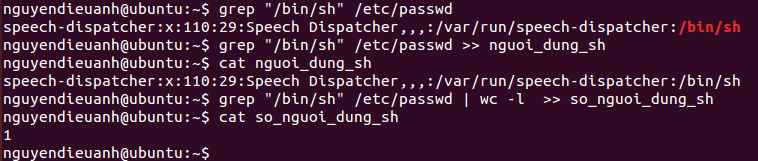 nguyendieuanh@ubuntu:~$ grep "/bin/sh" /etc/passwd
speech-dispatcher:x:110:29:Speech Dispatcher,,,:/var/run/speech-dispatcher:/bin/sh
nguyendieuanh@ubuntu:~$ grep "/bin/sh" /etc/passwd >> nguoi_dung_sh
nguyendieuanh@ubuntu:~$ cat nguoi_dung_sh
speech-dispatcher:x:110:29:Speech Dispatcher,,,:/var/run/speech-dispatcher:/bin/sh
nguyendieuanh@ubuntu:~$ grep "/bin/sh" /etc/passwd | wc -l  >> so_nguoi_dung_sh
nguyendieuanh@ubuntu:~$ cat so_nguoi_dung_sh
1
nguyendieuanh@ubuntu:~$